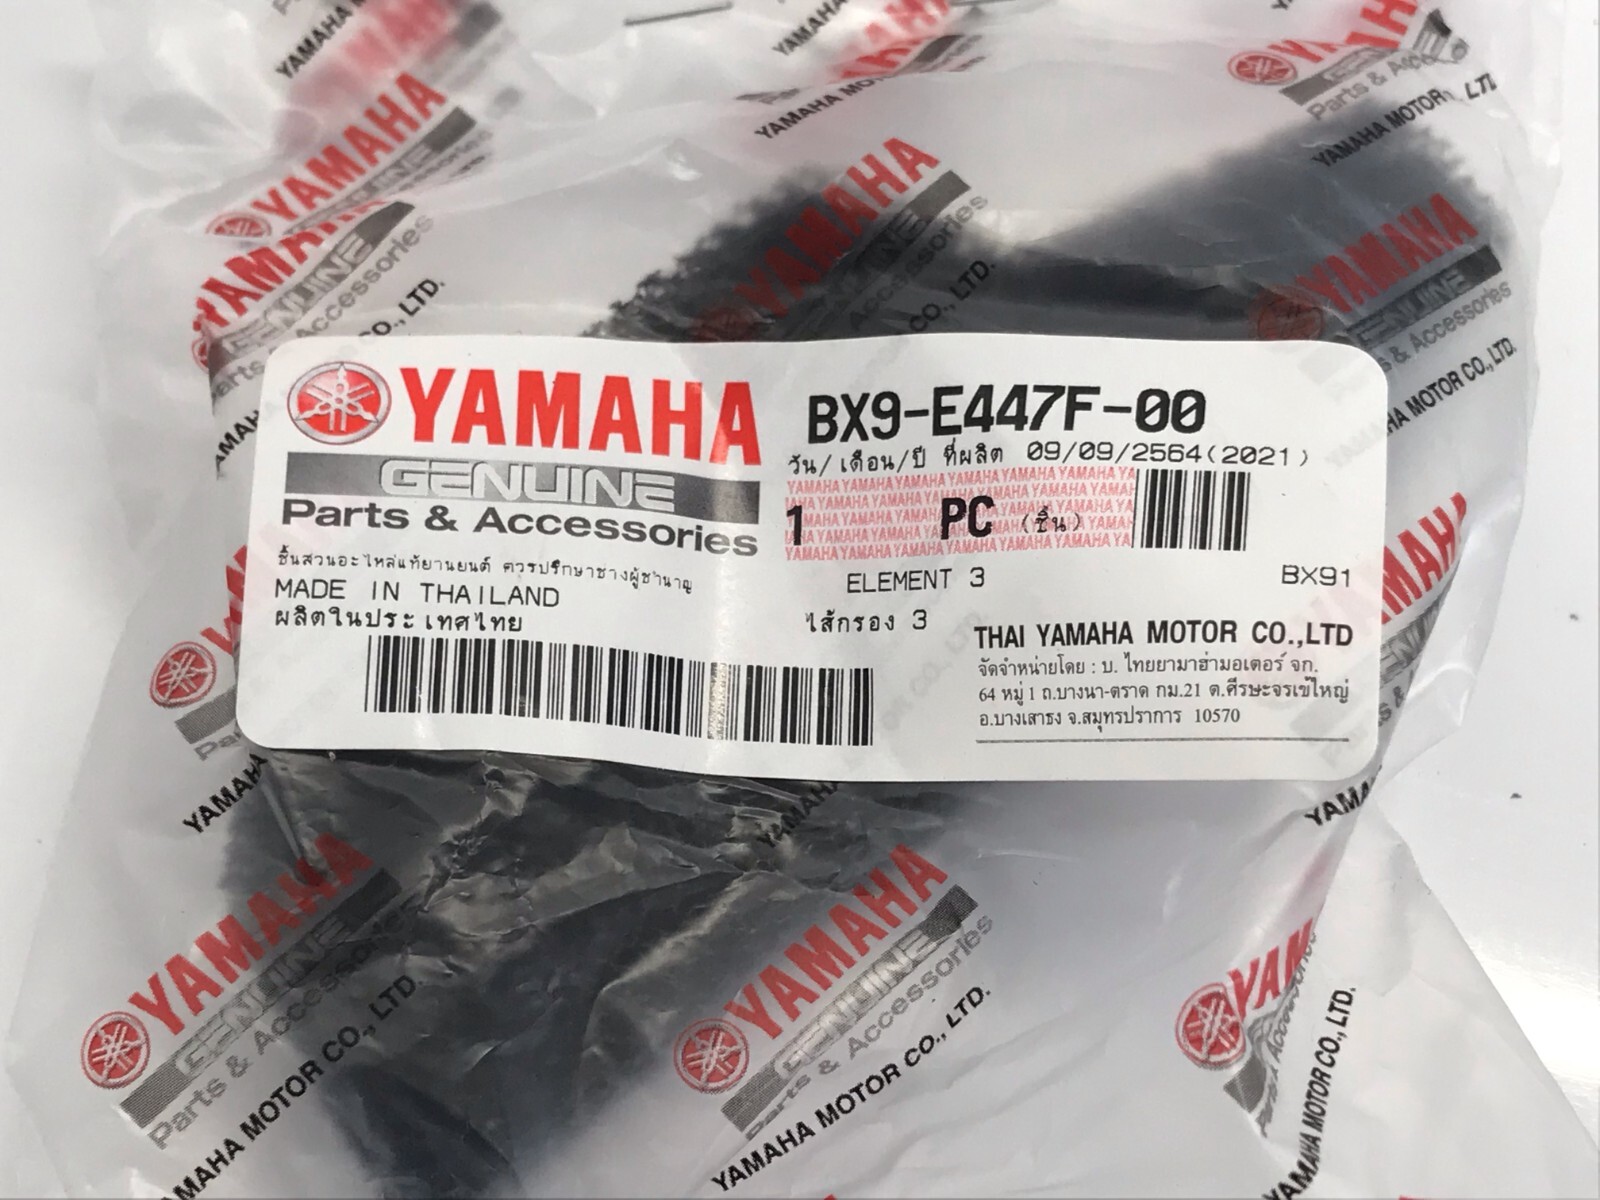 YAMAHA
GENUINE
Parts & Accessories
ชิ้นส่วนอะไหล่แท้ยานยนต์ ควรปรึกษาช่างผู้ชำนาญ
MADE IN THAILAND
ผลิตในประเทศไทย
BX9-E447F-00
วัน/เดือน/ปี ที่ผลิต 09/09/2564(2021)
1 PC (ชิ้น)
ELEMENT 3 BX91
ไส้กรอง 3
THAI YAMAHA MOTOR CO.,LTD
จัดจำหน่ายโดย : บ. ไทยยามาฮ่ามอเตอร์ จก.
64 หมู่ 1 ถ.บางนา-ตราด กม.21 ต.ศีรษะจรเข้ใหญ่
อ.บางเสาธง จ.สมุทรปราการ 10570
YAMAHA
GENUINE
Parts & Accessories
YAMAHA MOTOR CO., LTD.
YAMAHA
GENUINE
Parts & Accessories
YAMAHA MOTOR CO., LTD.